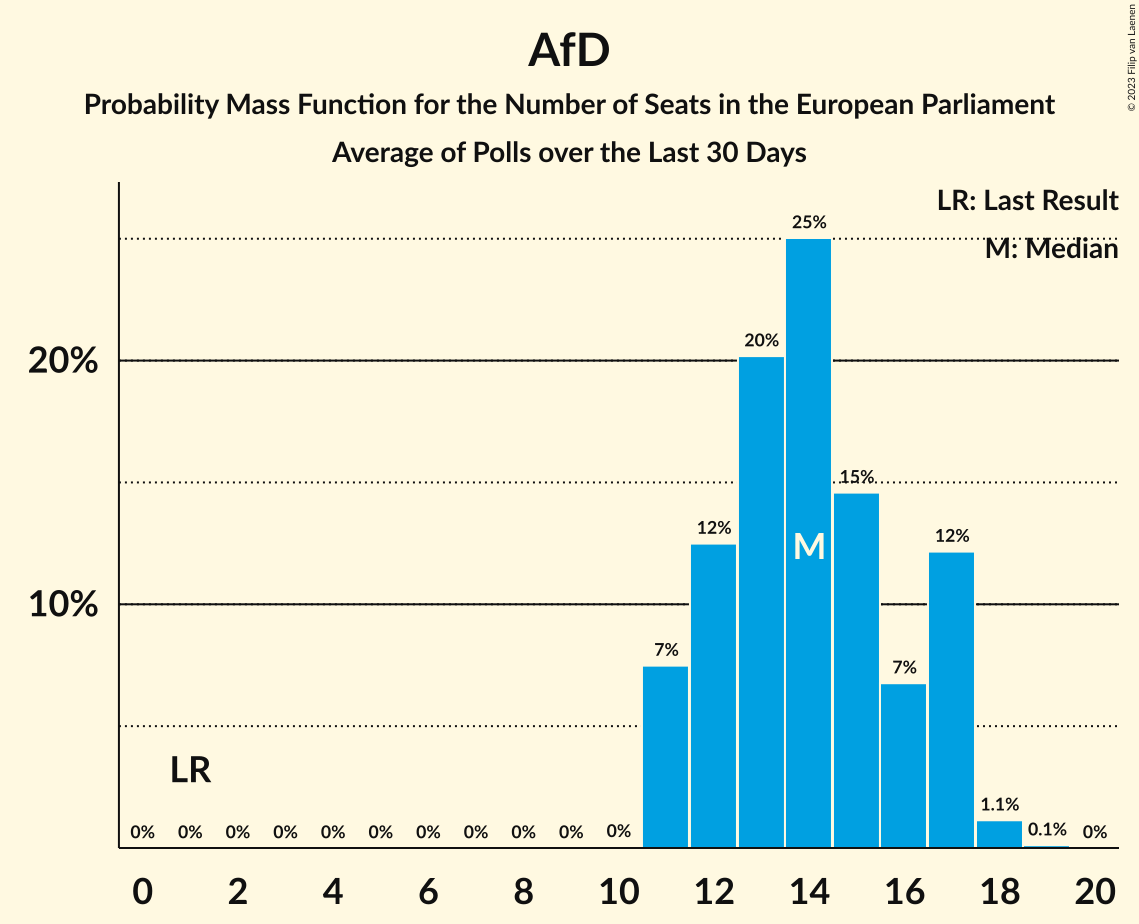 AfD
Probability Mass Function for the Number of Seats in the European Parliament
Average of Polls over the Last 30 Days
© 2023 Filip van Laenen
LR: Last Result
M: Median
20%
10%
0% 0% 0% 0% 0% 0% 0% 0% 0% 0% 0% 7% 12% 20% 25% 15% 7% 12% 1.1% 0.1% 0%
LR
M
0 2 4 6 8 10 12 14 16 18 20